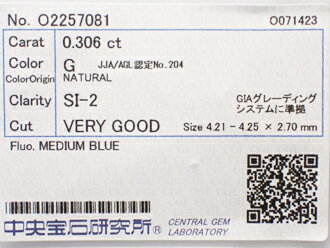 No. O2257081 O071423
Carat 0.306 ct
Color G JJA/AGL認定No.204
ColorOrigin NATURAL
Clarity SI-2 GIAグレーディング
システムに準拠
Cut VERY GOOD Size 4.21 - 4.25 × 2.70 mm
Fluo. MEDIUM BLUE
中央宝石研究所® CENTRAL GEM
LABORATORY